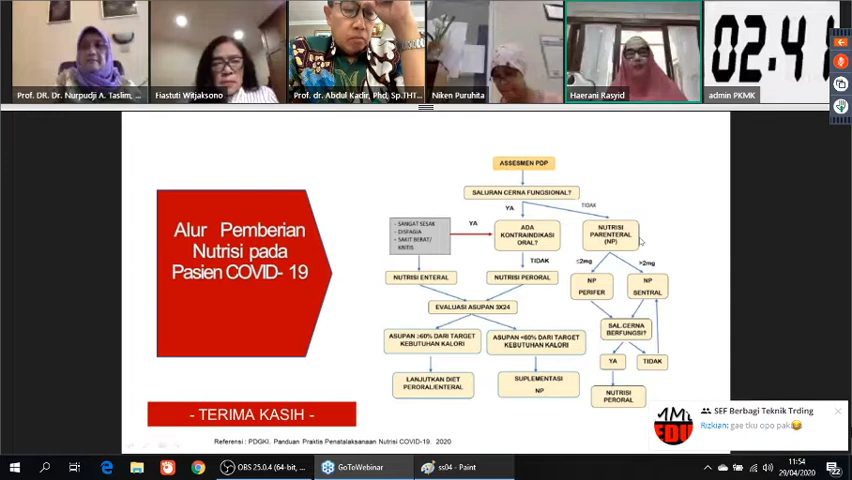 02.41
Prof. DR. Dr. Nurpudji A. Taslim, ...
Fiastuti Witjaksono
Prof. dr. Abdul Kadir, Phd, Sp.THT...
Niken Puruhita
Haerani Rasyid
admin PKMK
Alur Pemberian
Nutrisi pada
Pasien COVID- 19
- TERIMA KASIH -
ASSESMEN PDP
SALURAN CERNA FUNGSIONAL?
YA
TIDAK
- SANGAT SESAK
- DISFAGIA
- SAKIT BERAT/
KRITIS
YA
ADA
KONTRAINDIKASI
ORAL?
NUTRISI
PARENTERAL
(NP)
TIDAK
≤2mg
>2mg
NUTRISI ENTERAL
NUTRISI PERORAL
NP
PERIFER
NP
SENTRAL
EVALUASI ASUPAN 3X24
SAL.CERNA
BERFUNGSI?
ASUPAN ≥60% DARI TARGET
KEBUTUHAN KALORI
ASUPAN <60% DARI TARGET
KEBUTUHAN KALORI
YA
TIDAK
LANJUTKAN DIET
PERORAL/ENTERAL
SUPLEMENTASI
NP
NUTRISI
PERORAL
Referensi : PDGKI. Panduan Praktis Penatalaksanaan Nutrisi COVID-19. 2020
SEF Berbagi Teknik Trding
Rizkian: gae tku opo pak
OBS 25.0.4 (64-bit, ...
GoToWebinar
ss04 - Paint
11:54
29/04/2020
22